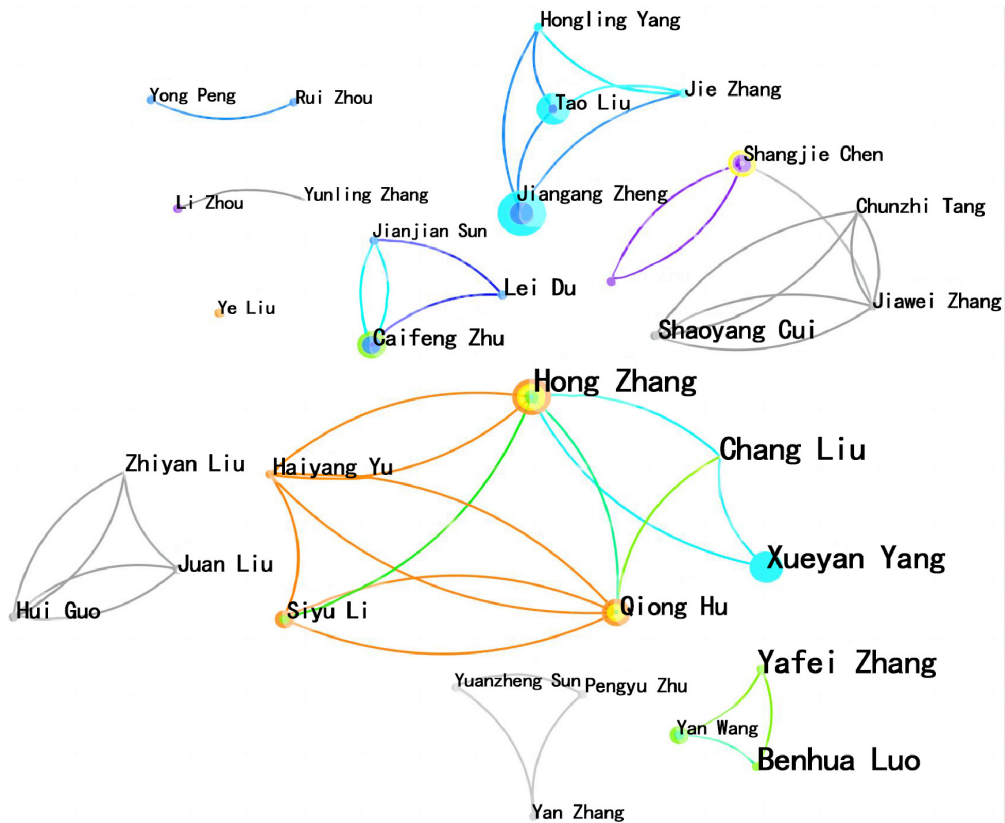 Hongling Yang
Yong Peng
Rui Zhou
Jie Zhang
Tao Liu
Shangjie Chen
Li Zhou
Yunling Zhang
Jiangang Zheng
Chunzhi Tang
Jianjian Sun
Lei Du
Jiawei Zhang
Ye Liu
Caifeng Zhu
Shaoyang Cui
Hong Zhang
Chang Liu
Zhiyan Liu
Haiyang Yu
Juan Liu
Xueyan Yang
Hui Guo
Siyu Li
Qiong Hu
Yafei Zhang
Yuanzheng Sun
Pengyu Zhu
Yan Wang
Benhua Luo
Yan Zhang